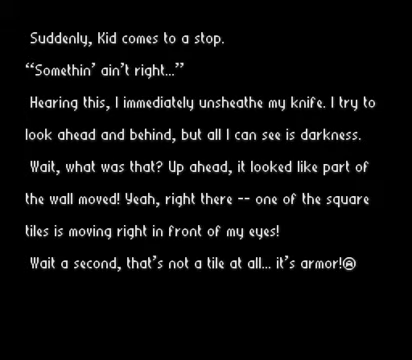 Suddenly, Kid comes to a stop.
“Somethin’ ain’t right...”
Hearing this, I immediately unsheathe my knife. I try to
look ahead and behind, but all I can see is darkness.
Wait, what was that? Up ahead, it looked like part of
the wall moved! Yeah, right there -- one of the square
tiles is moving right in front of my eyes!
Wait a second, that’s not a tile at all... it’s armor!